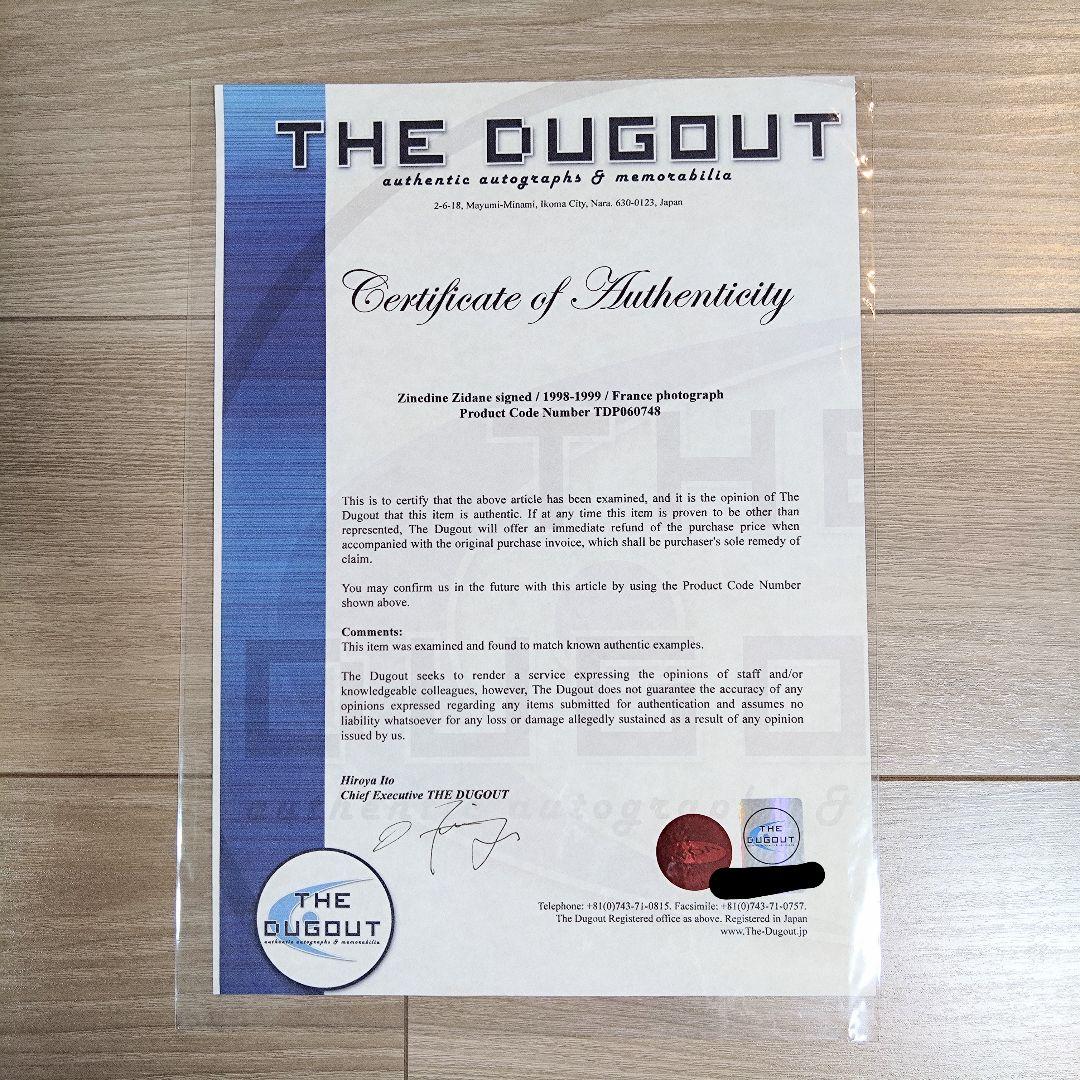 THE DUGOUT
authentic autographs & memorabilia
2-6-18, Mayumi-Minami, Ikoma City, Nara. 630-0123, Japan
Certificate of Authenticity
Zinedine Zidane signed / 1998-1999 / France photograph
Product Code Number TDP060748
This is to certify that the above article has been examined, and it is the opinion of The
Dugout that this item is authentic. If at any time this item is proven to be other than
represented, The Dugout will offer an immediate refund of the purchase price when
accompanied with the original purchase invoice, which shall be purchaser's sole remedy of
claim.
You may confirm us in the future with this article by using the Product Code Number
shown above.
Comments:
This item was examined and found to match known authentic examples.
The Dugout seeks to render a service expressing the opinions of staff and/or
knowledgeable colleagues, however, The Dugout does not guarantee the accuracy of any
opinions expressed regarding any items submitted for authentication and assumes no
liability whatsoever for any loss or damage allegedly sustained as a result of any opinion
issued by us.
Hiroya Ito
Chief Executive THE DUGOUT
THE
DUGOUT
THE
DUGOUT
authentic autographs & memorabilia
Telephone: +81(0)743-71-0815. Facsimile: +81(0)743-71-0757.
The Dugout Registered office as above. Registered in Japan
www.The-Dugout.jp